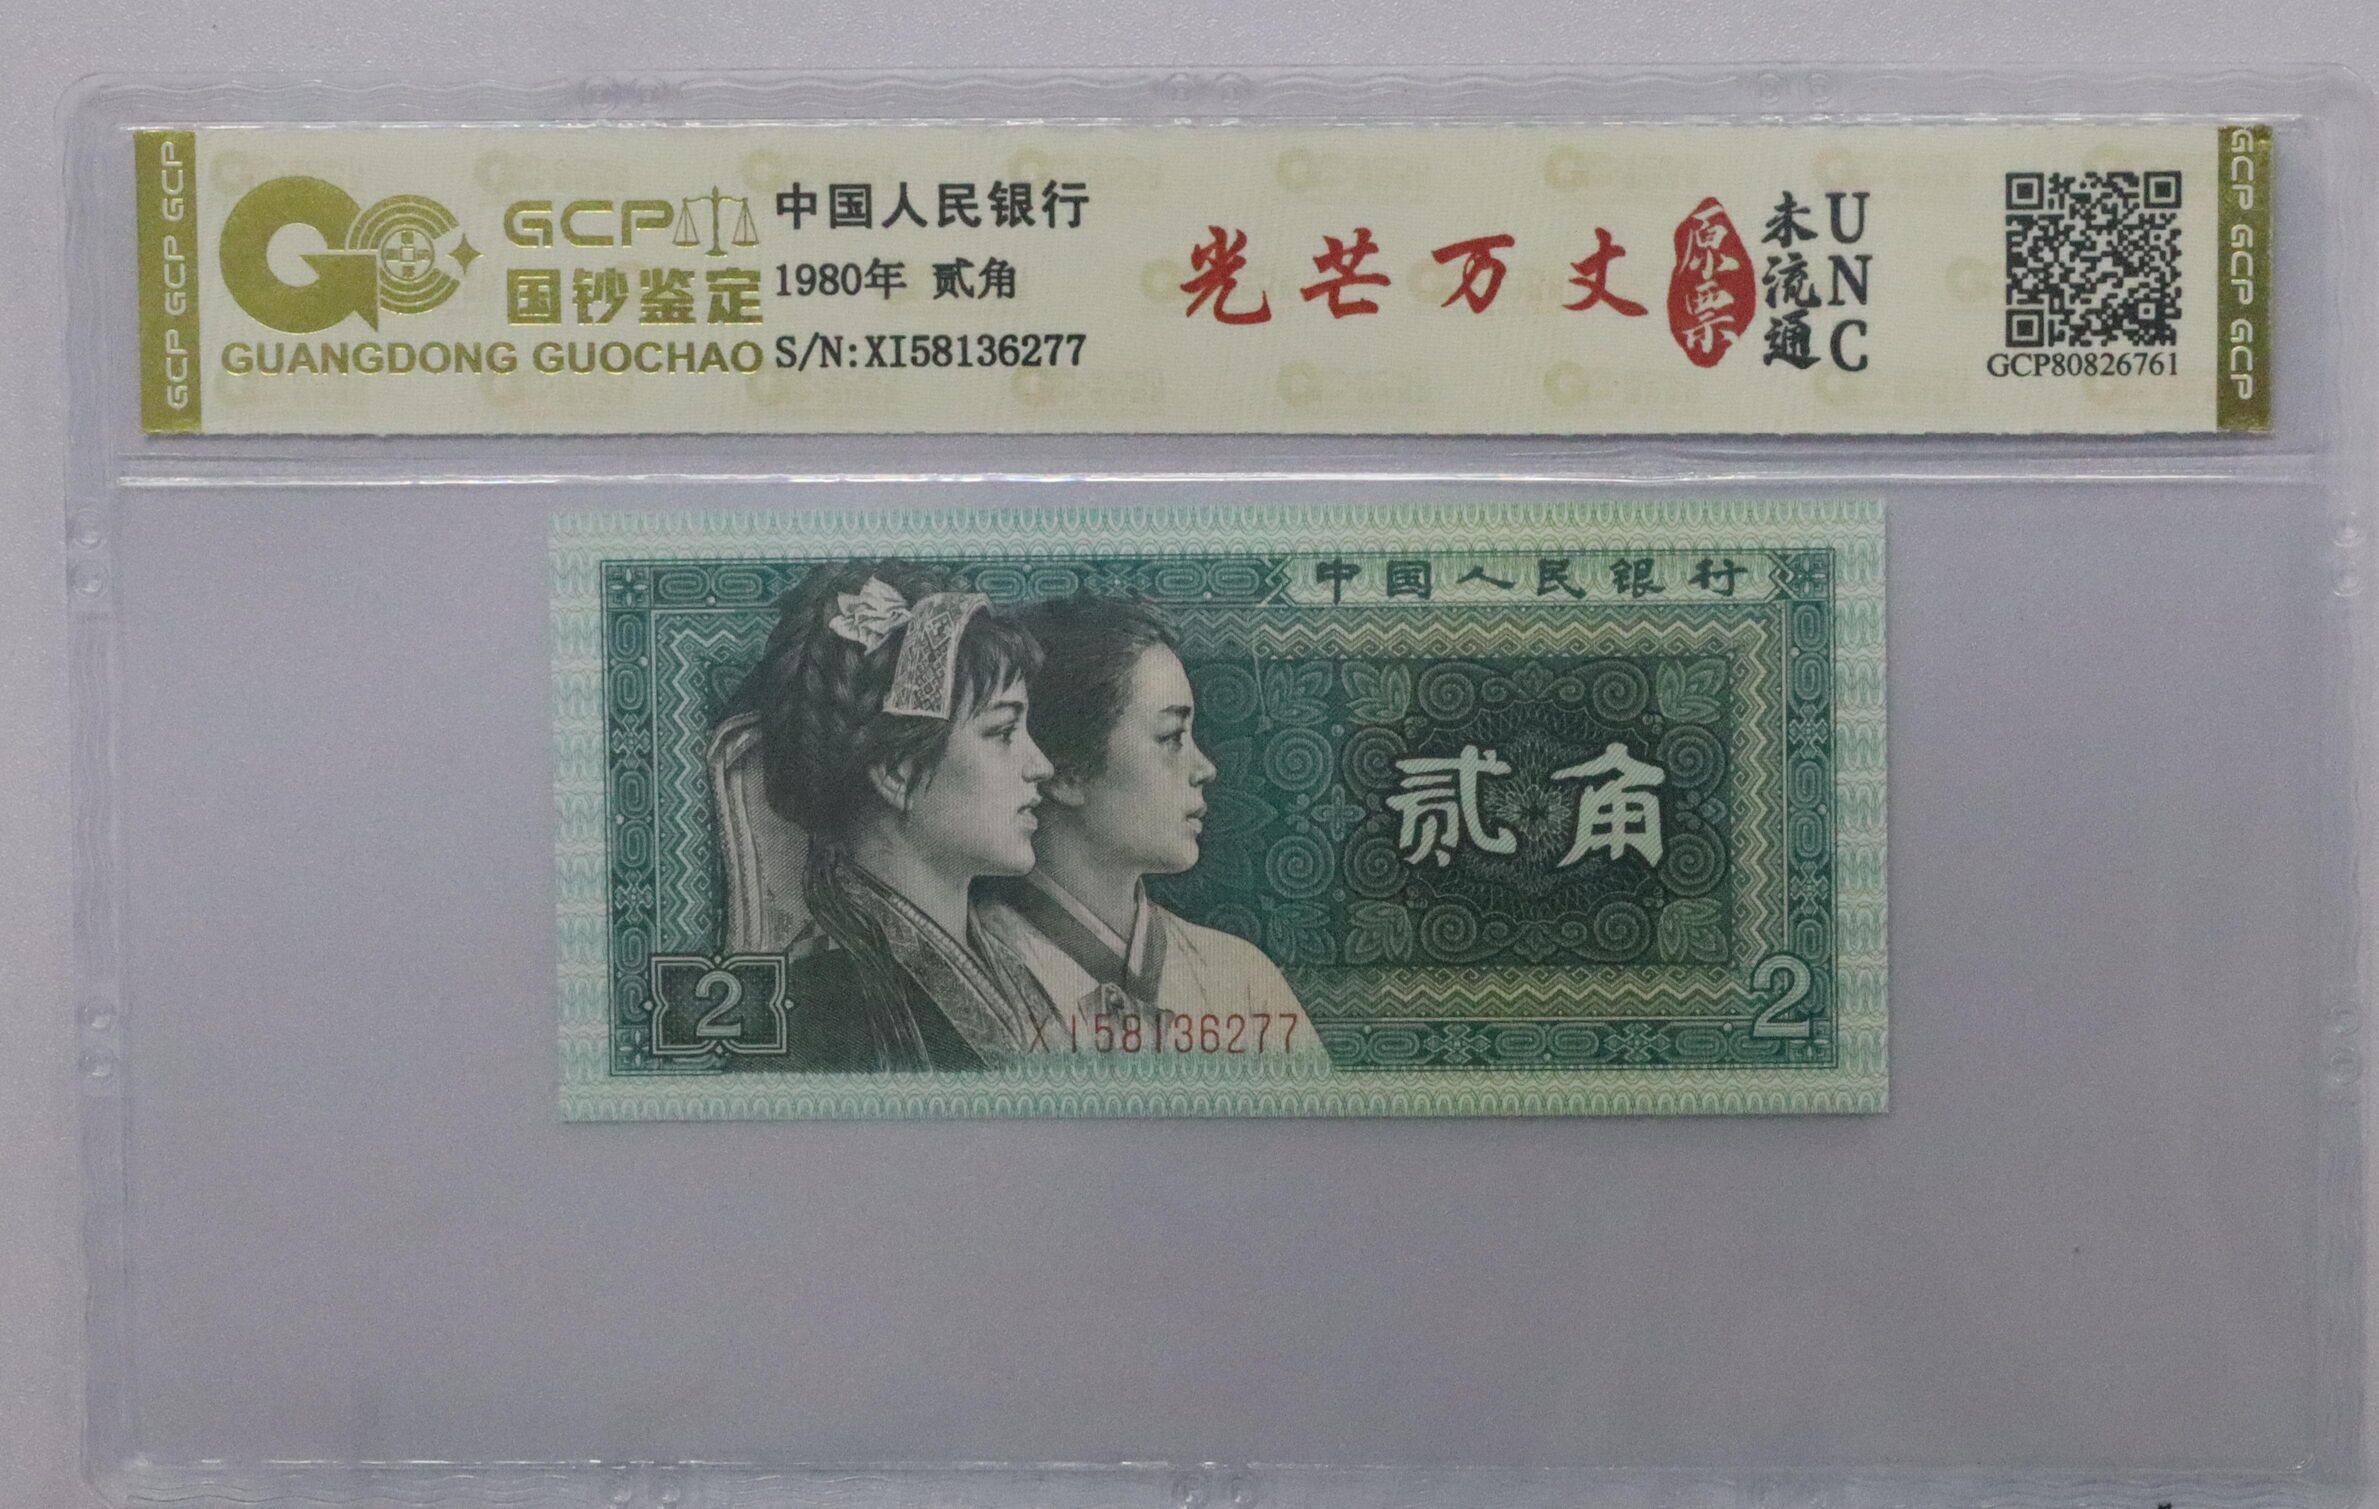 GCP GCP GCP
GCP
国钞鉴定
GUANGDONG GUOCHAO
中国人民银行
1980年 贰角
S/N:XI58136277
光芒万丈
原票
未流通
UNC
GCP80826761
GCP GCP GCP
中国人民银行
贰角
2
2
XI58136277